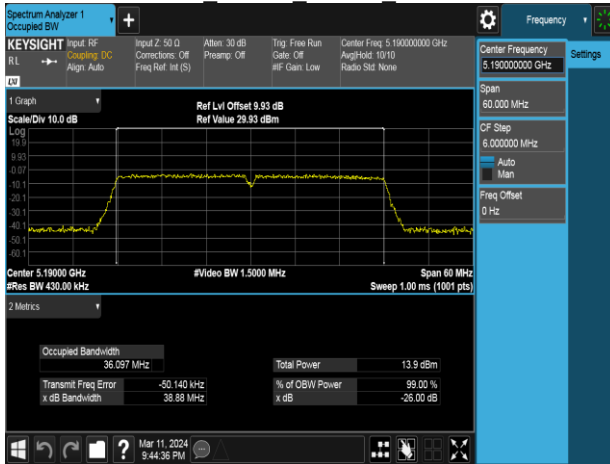 Spectrum Analyzer 1
Occupied BW
Frequency
KEYSIGHT
R L
LXI
Input: RF
Coupling: DC
Align: Auto
Input Z: 50 Ω
Corrections: Off
Freq Ref: Int (S)
Atten: 30 dB
Preamp: Off
Trig: Free Run
Gate: Off
#IF Gain: Low
Center Freq: 5.190000000 GHz
Avg|Hold: 10/10
Radio Std: None
Center Frequency
5.190000000 GHz
Settings
Span
60.000 MHz
CF Step
6.000000 MHz
Auto
Man
Freq Offset
0 Hz
1 Graph
Scale/Div 10.0 dB
Ref Lvl Offset 9.93 dB
Ref Value 29.93 dBm
Log
19.9
9.93
-0.07
-10.1
-20.1
-30.1
-40.1
-50.1
-60.1
Center 5.19000 GHz
#Video BW 1.5000 MHz
Span 60 MHz
#Res BW 430.00 kHz
Sweep 1.00 ms (1001 pts)
2 Metrics
Occupied Bandwidth
36.097 MHz
Total Power 13.9 dBm
Transmit Freq Error -50.140 kHz
% of OBW Power 99.00 %
x dB Bandwidth 38.88 MHz
x dB -26.00 dB
?
Mar 11, 2024
9:44:36 PM